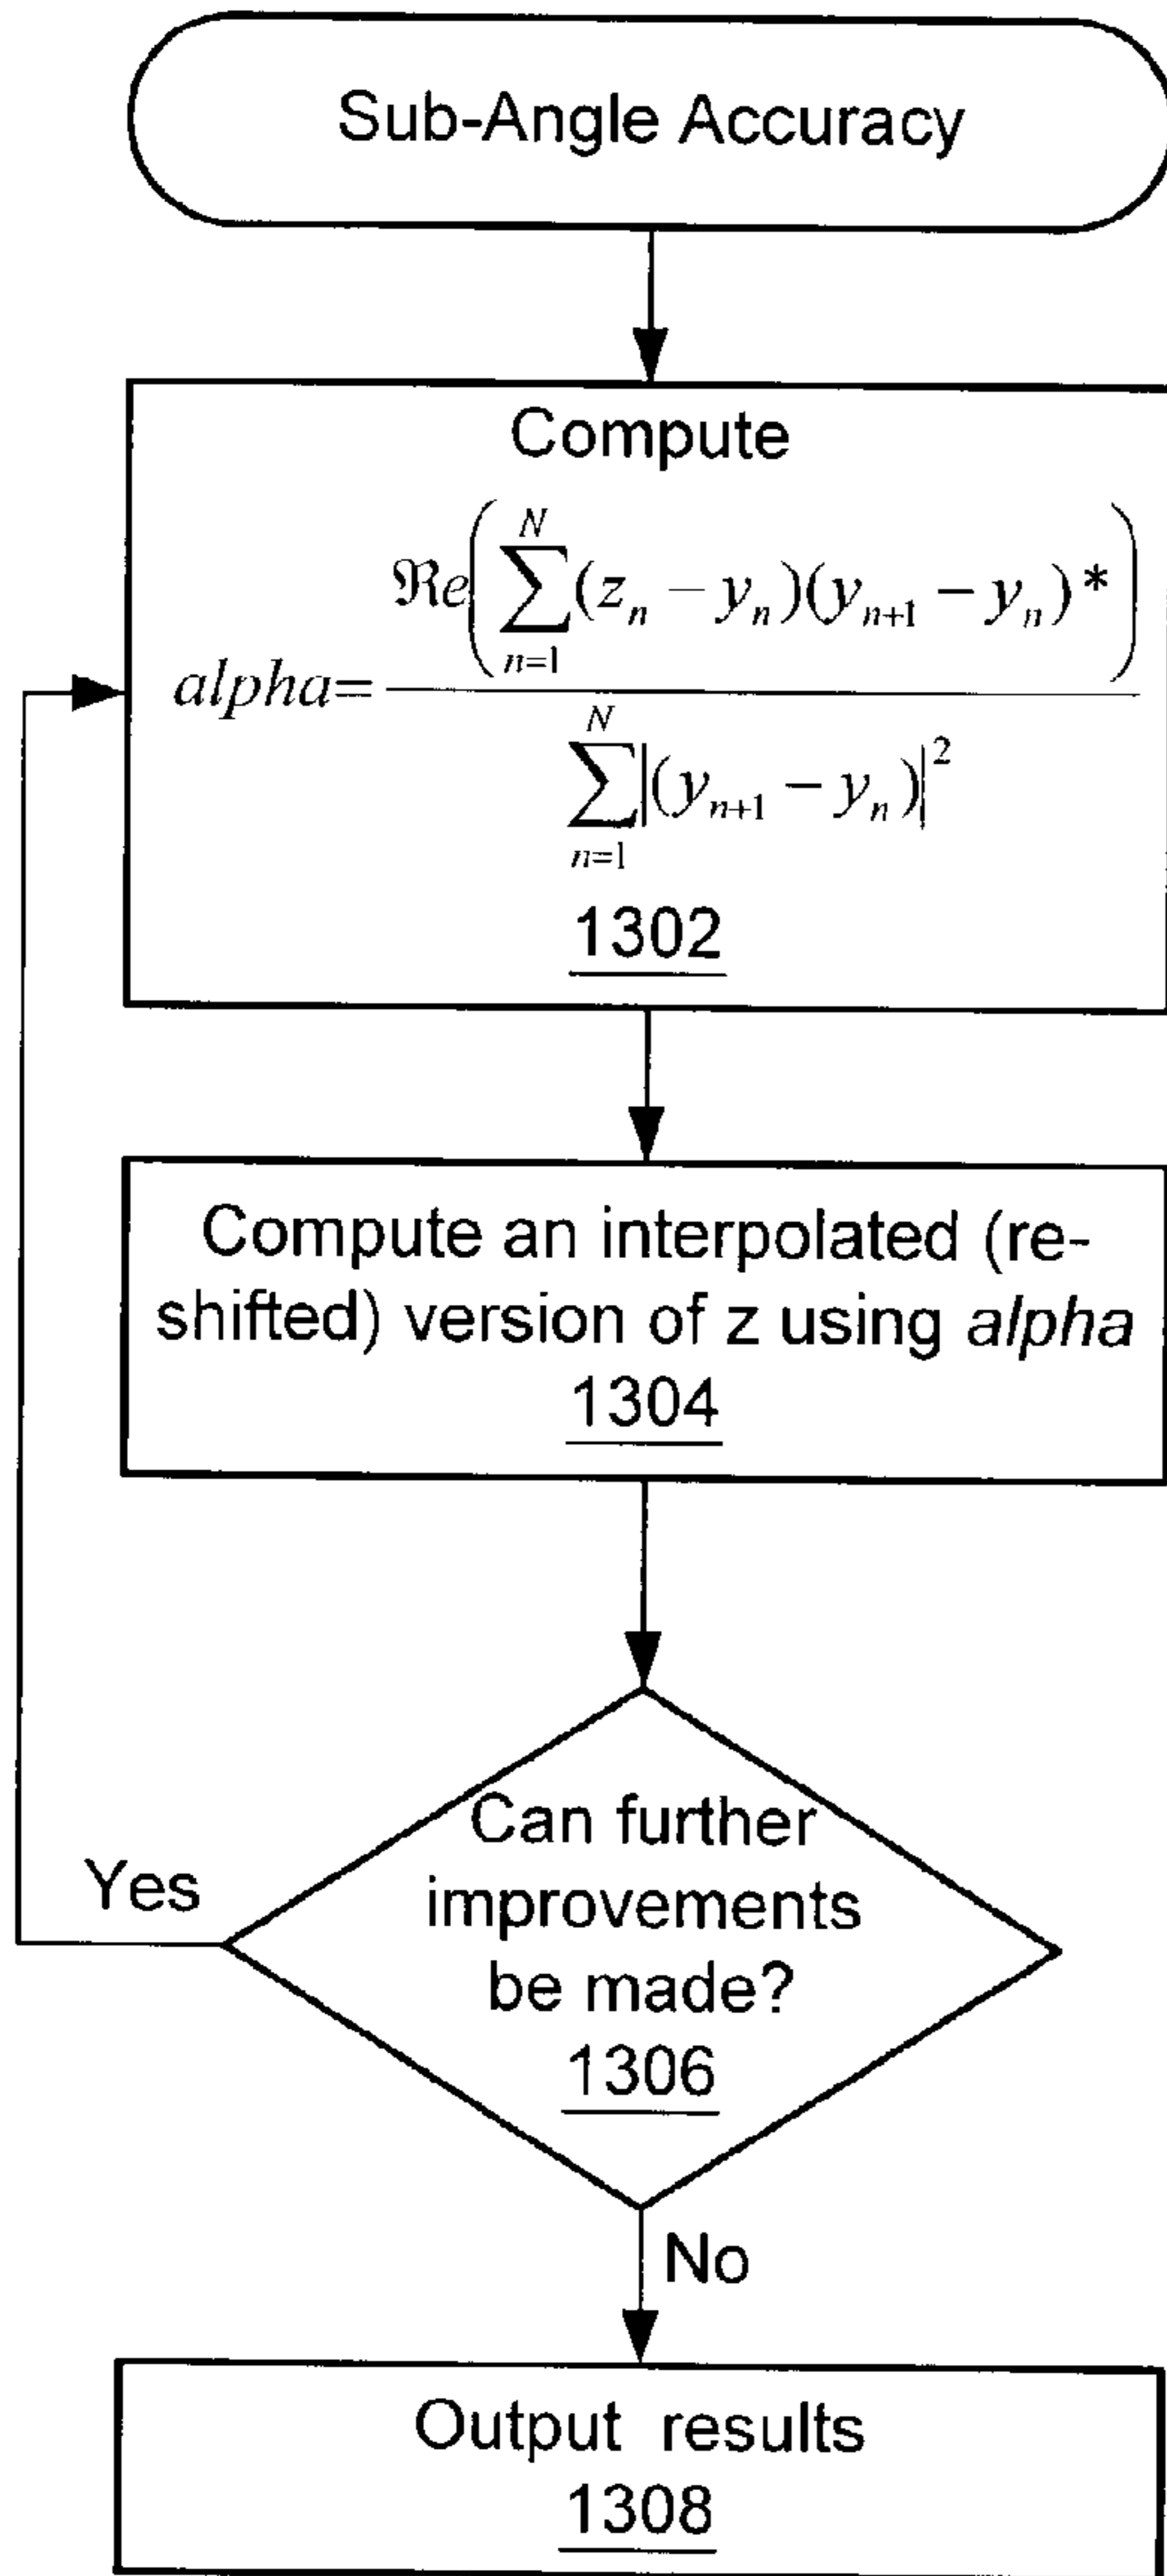 Sub-Angle Accuracy
Compute
alpha = ℜe(∑_{n=1}^{N} (z_n − y_n)(y_{n+1} − y_n)*) / ∑_{n=1}^{N} |(y_{n+1} − y_n)|^2
1302
Compute an interpolated (re-
shifted) version of z using alpha
1304
Can further
improvements
be made?
1306
Yes
No
Output results
1308